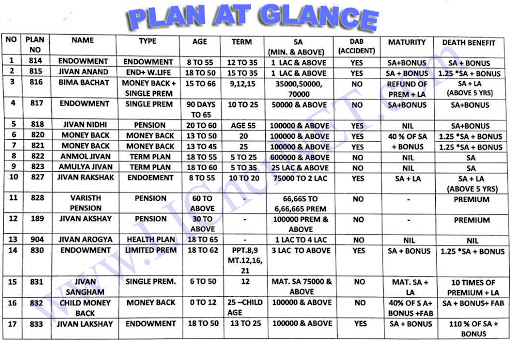 PLAN AT GLANCE
NO PLAN NO NAME TYPE AGE TERM SA (MIN. & ABOVE) DAB (ACCIDENT) MATURITY DEATH BENEFIT
1 814 ENDOWMENT ENDOWMENT 8 TO 55 12 TO 35 1 LAC & ABOVE YES SA+BONUS SA + BONUS
2 815 JIVAN ANAND END+ W.LIFE 18 TO 50 15 TO 35 1 LAC & ABOVE YES SA + BONUS 1.25 *SA + BONUS
3 816 BIMA BACHAT MONEY BACK + SINGLE PREM 15 TO 66 9,12,15 35000,50000, 70000 NO REFUND OF PREM + LA SA + LA (ABOVE 5 YRS)
4 817 ENDOWMENT SINGLE PREM 90 DAYS TO 65 10 TO 25 50000 & ABOVE NO SA+BONUS SA+BONUS
5 818 JIVAN NIDHI PENSION 20 TO 60 AGE 55 100000 & ABOVE YES NIL SA+BONUS
6 820 MONEY BACK MONEY BACK 13 TO 50 20 100000 & ABOVE YES 40 % OF SA + BONUS 1.25 *SA + BONUS
7 821 MONEY BACK MONEY BACK 13 TO 45 25 100000 & ABOVE YES 1.25 *SA + BONUS
8 822 ANMOL JIVAN TERM PLAN 18 TO 55 5 TO 25 600000 & ABOVE NO NIL SA
9 823 AMULYA JIVAN TERM PLAN 18 TO 60 5 TO 35 25 LAC & ABOVE NO NIL SA
10 827 JIVAN RAKSHAK ENDOEMENT 8 TO 55 10 TO 20 75000 TO 2 LAC YES SA + LA SA + LA (ABOVE 5 YRS)
11 828 VARISTH PENSION PENSION 60 TO ABOVE - 66,665 TO 6,66,665 PREM NO - PREMIUM
12 189 JIVAN AKSHAY PENSION 30 TO ABOVE - 100000 PREM & ABOVE NO - PREMIUM
13 904 JIVAN AROGYA HEALTH PLAN 18 TO 65 - 1 LAC TO 4 LAC NO NIL NIL
14 830 ENDOWMENT LIMITED PREM 18 TO 62 PPT.8,9 MT.12,16, 21 3 LAC TO ABOVE YES SA + BONUS 1.25 *SA + BONUS
15 831 JIVAN SANGHAM SINGLE PREM. 6 TO 50 12 MAT. SA 75000 & ABOVE NO MAT. SA + LA 10 TIMES OF PREMIUM + LA
16 832 CHILD MONEY BACK MONEY BACK 0 TO 12 25 –CHILD AGE 100000 & ABOVE NO 40% OF SA+ BONUS +FAB SA + BONUS+ FAB
17 833 JIVAN LAKSHAY ENDOWMENT 18 TO 50 13 TO 25 100000 & ABOVE YES SA + BONUS 110 % OF SA + BONUS